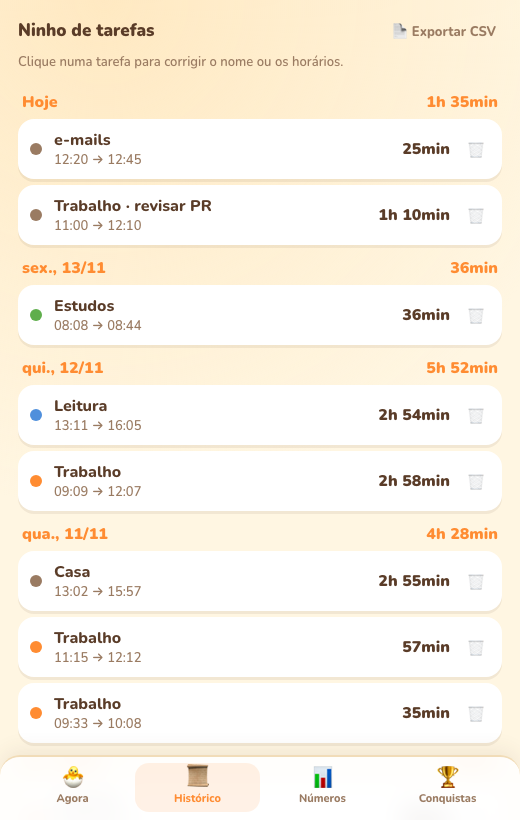 Ninho de tarefas
Exportar CSV
Clique numa tarefa para corrigir o nome ou os horários.
Hoje 1h 35min
e-mails
12:20 → 12:45
25min
Trabalho · revisar PR
11:00 → 12:10
1h 10min
sex., 13/11 36min
Estudos
08:08 → 08:44
36min
qui., 12/11 5h 52min
Leitura
13:11 → 16:05
2h 54min
Trabalho
09:09 → 12:07
2h 58min
qua., 11/11 4h 28min
Casa
13:02 → 15:57
2h 55min
Trabalho
11:15 → 12:12
57min
Trabalho
09:33 → 10:08
35min
Agora
Histórico
Números
Conquistas